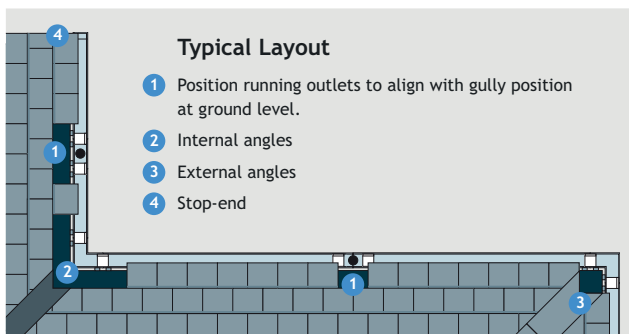 4
Typical Layout
1 Position running outlets to align with gully position
at ground level.
2 Internal angles
3 External angles
4 Stop-end
1
2
1
3